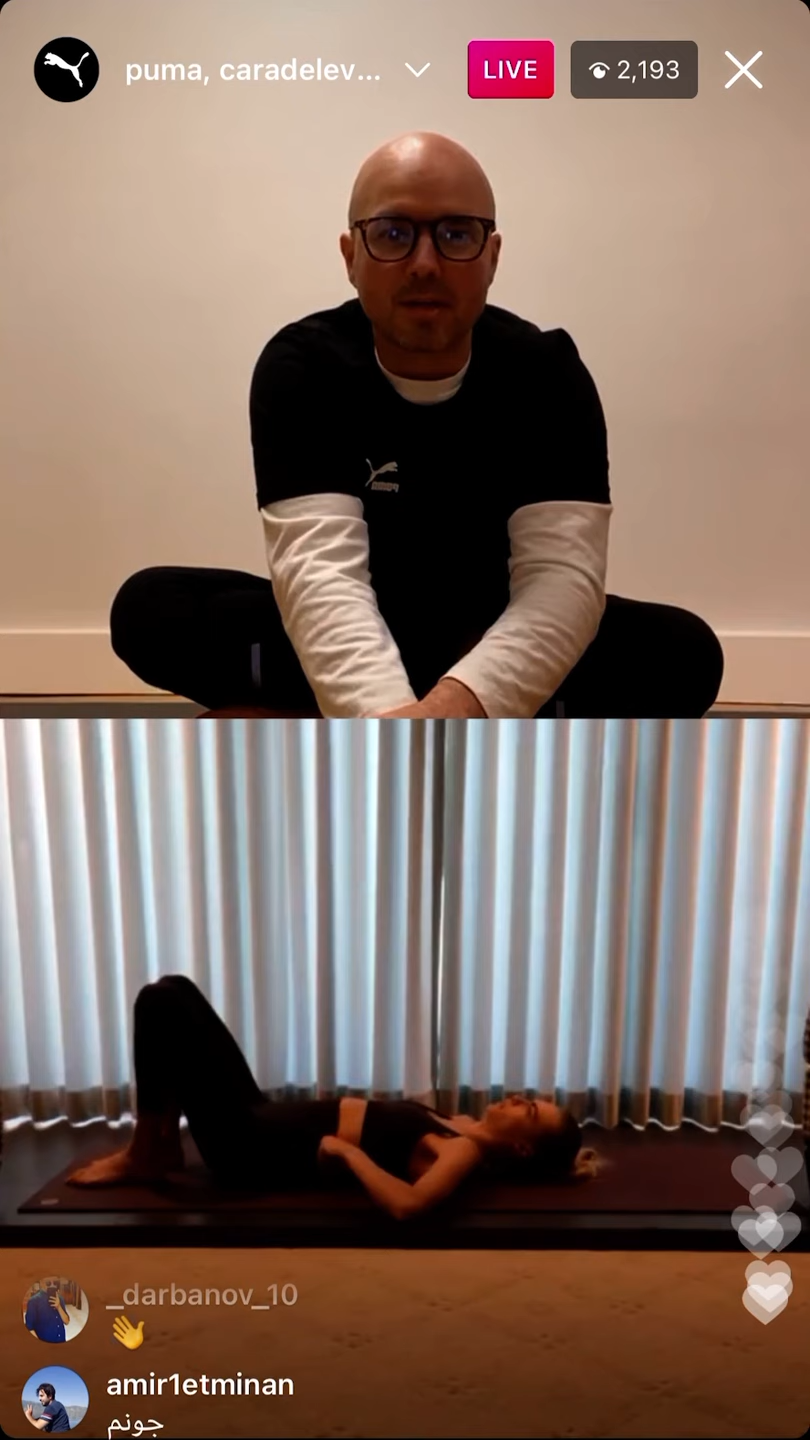 puma, caradelev...
LIVE
2,193
_darbanov_10
👋
amir1etminan
جونم